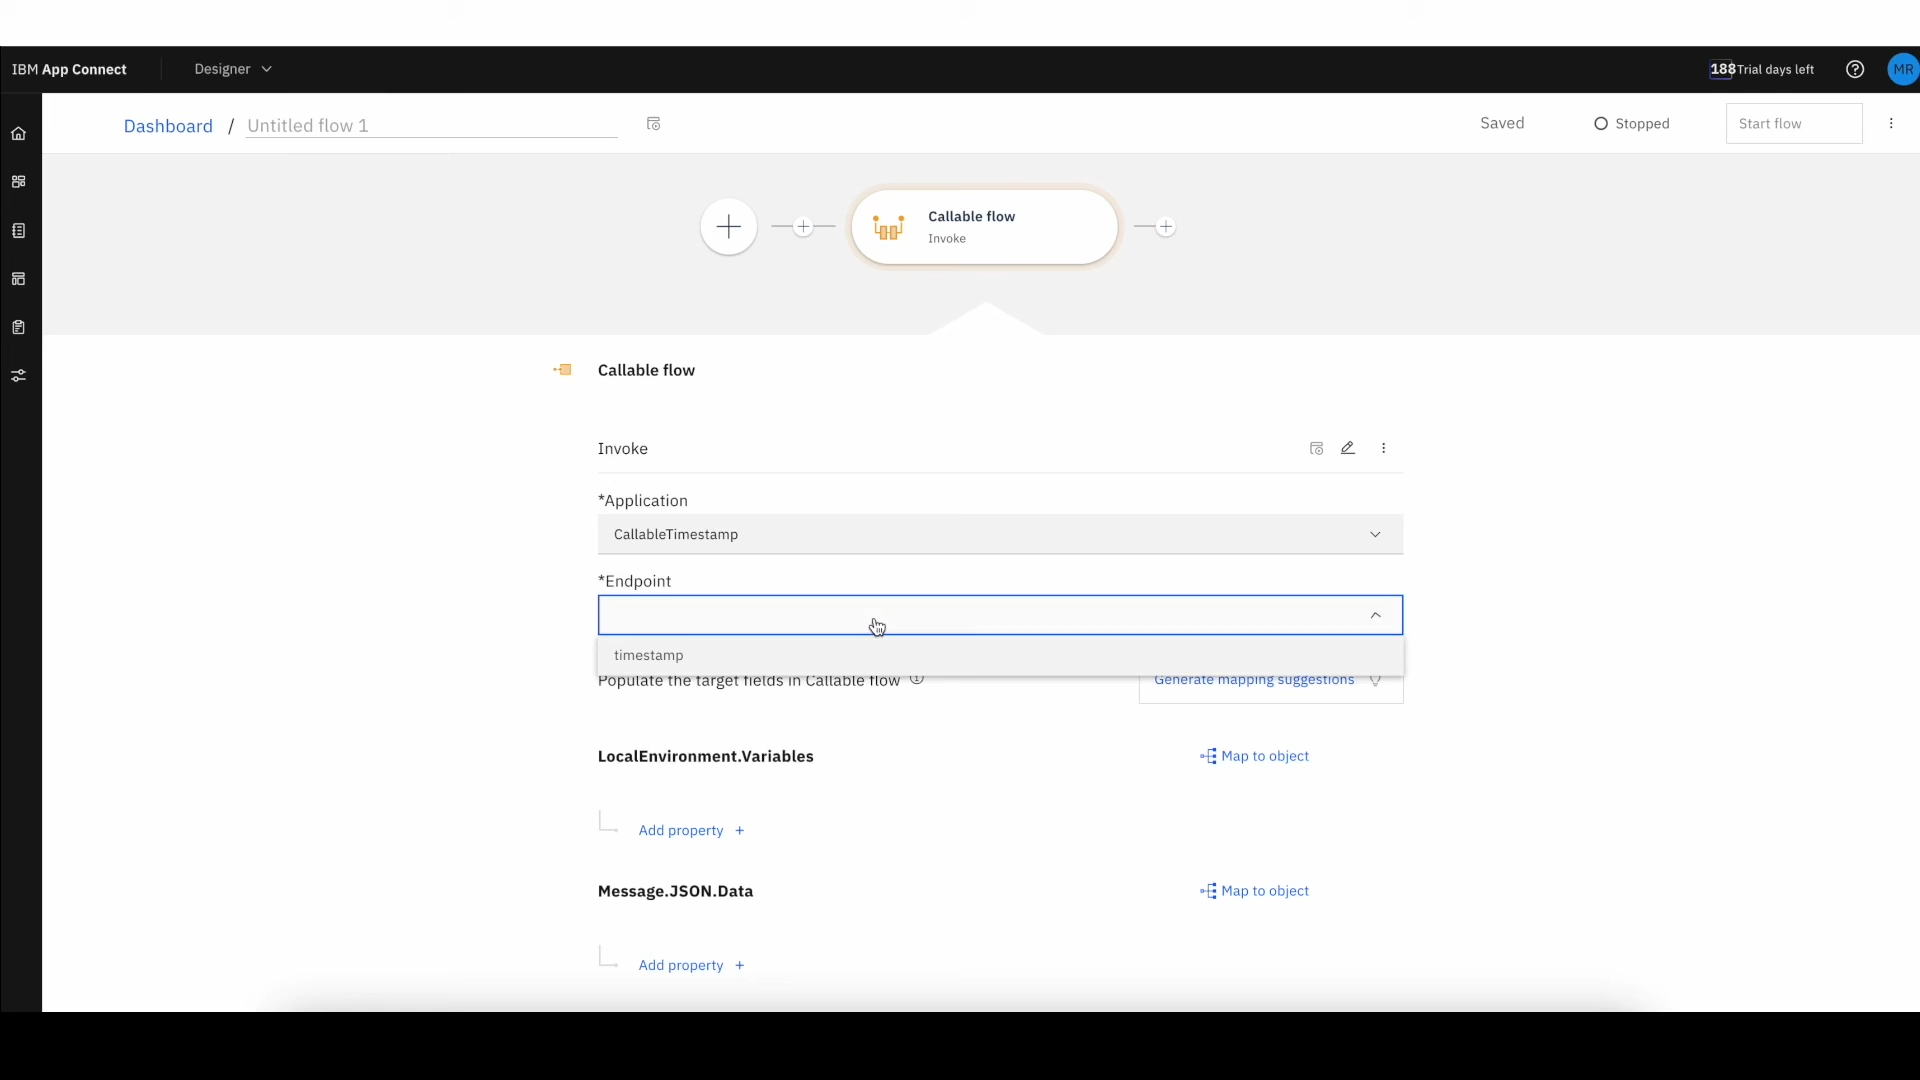 IBM App Connect
Designer
188 Trial days left
MR
Dashboard / Untitled flow 1
Saved
Stopped
Start flow
Callable flow
Invoke
Callable flow
Invoke
*Application
CallableTimestamp
*Endpoint
timestamp
Populate the target fields in Callable flow
Generate mapping suggestions
LocalEnvironment.Variables
Map to object
Add property +
Message.JSON.Data
Map to object
Add property +